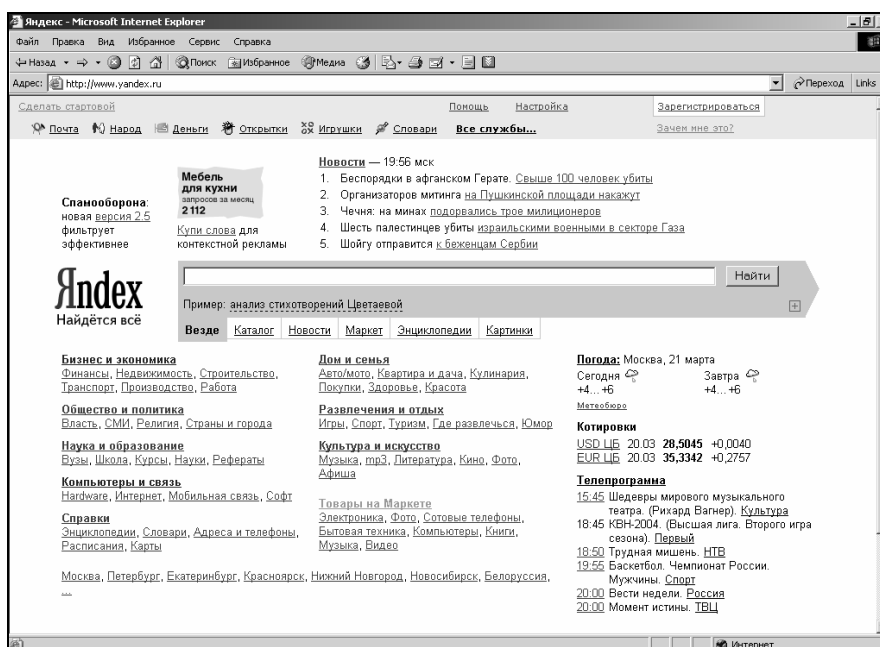 Яндекс - Microsoft Internet Explorer
Файл Правка Вид Избранное Сервис Справка
Назад Поиск Избранное Медиа
Адрес: http://www.yandex.ru Переход Links
Сделать стартовой Помощь Настройка Зарегистрироваться
Почта Народ Деньги Открытки Игрушки Словари Все службы... Зачем мне это?
Спамооборона:
новая версия 2.5
фильтрует
эффективнее
Мебель
для кухни
запросов за месяц
2112
Купи слова для
контекстной рекламы
Новости — 19:56 мск
1. Беспорядки в афганском Герате. Свыше 100 человек убиты
2. Организаторов митинга на Пушкинской площади накажут
3. Чечня: на минах подорвались трое милиционеров
4. Шесть палестинцев убиты израильскими военными в секторе Газа
5. Шойгу отправится к беженцам Сербии
Яndex
Найдётся всё
Найти
Пример: анализ стихотворений Цветаевой
Везде Каталог Новости Маркет Энциклопедии Картинки
Бизнес и экономика
Финансы, Недвижимость, Строительство,
Транспорт, Производство, Работа
Общество и политика
Власть, СМИ, Религия, Страны и города
Наука и образование
Вузы, Школа, Курсы, Науки, Рефераты
Компьютеры и связь
Hardware, Интернет, Мобильная связь, Софт
Справки
Энциклопедии, Словари, Адреса и телефоны,
Расписания, Карты
Дом и семья
Авто/мото, Квартира и дача, Кулинария,
Покупки, Здоровье, Красота
Развлечения и отдых
Игры, Спорт, Туризм, Где развлечься, Юмор
Культура и искусство
Музыка, mp3, Литература, Кино, Фото,
Афиша
Товары на Маркете
Электроника, Фото, Сотовые телефоны,
Бытовая техника, Компьютеры, Книги,
Музыка, Видео
Москва, Петербург, Екатеринбург, Красноярск, Нижний Новгород, Новосибирск, Белоруссия,
...
Погода: Москва, 21 марта
Сегодня Завтра
+4...+6 +4...+6
Метеобюро
Котировки
USD ЦБ 20.03 28,5045 +0,0040
EUR ЦБ 20.03 35,3342 +0,2757
Телепрограмма
15:45 Шедевры мирового музыкального
театра. (Рихард Вагнер). Культура
18:45 КВН-2004. (Высшая лига. Второго игра
сезона). Первый
18:50 Трудная мишень. НТВ
19:55 Баскетбол. Чемпионат России.
Мужчины. Спорт
20:00 Вести недели. Россия
20:00 Момент истины. ТВЦ
Интернет